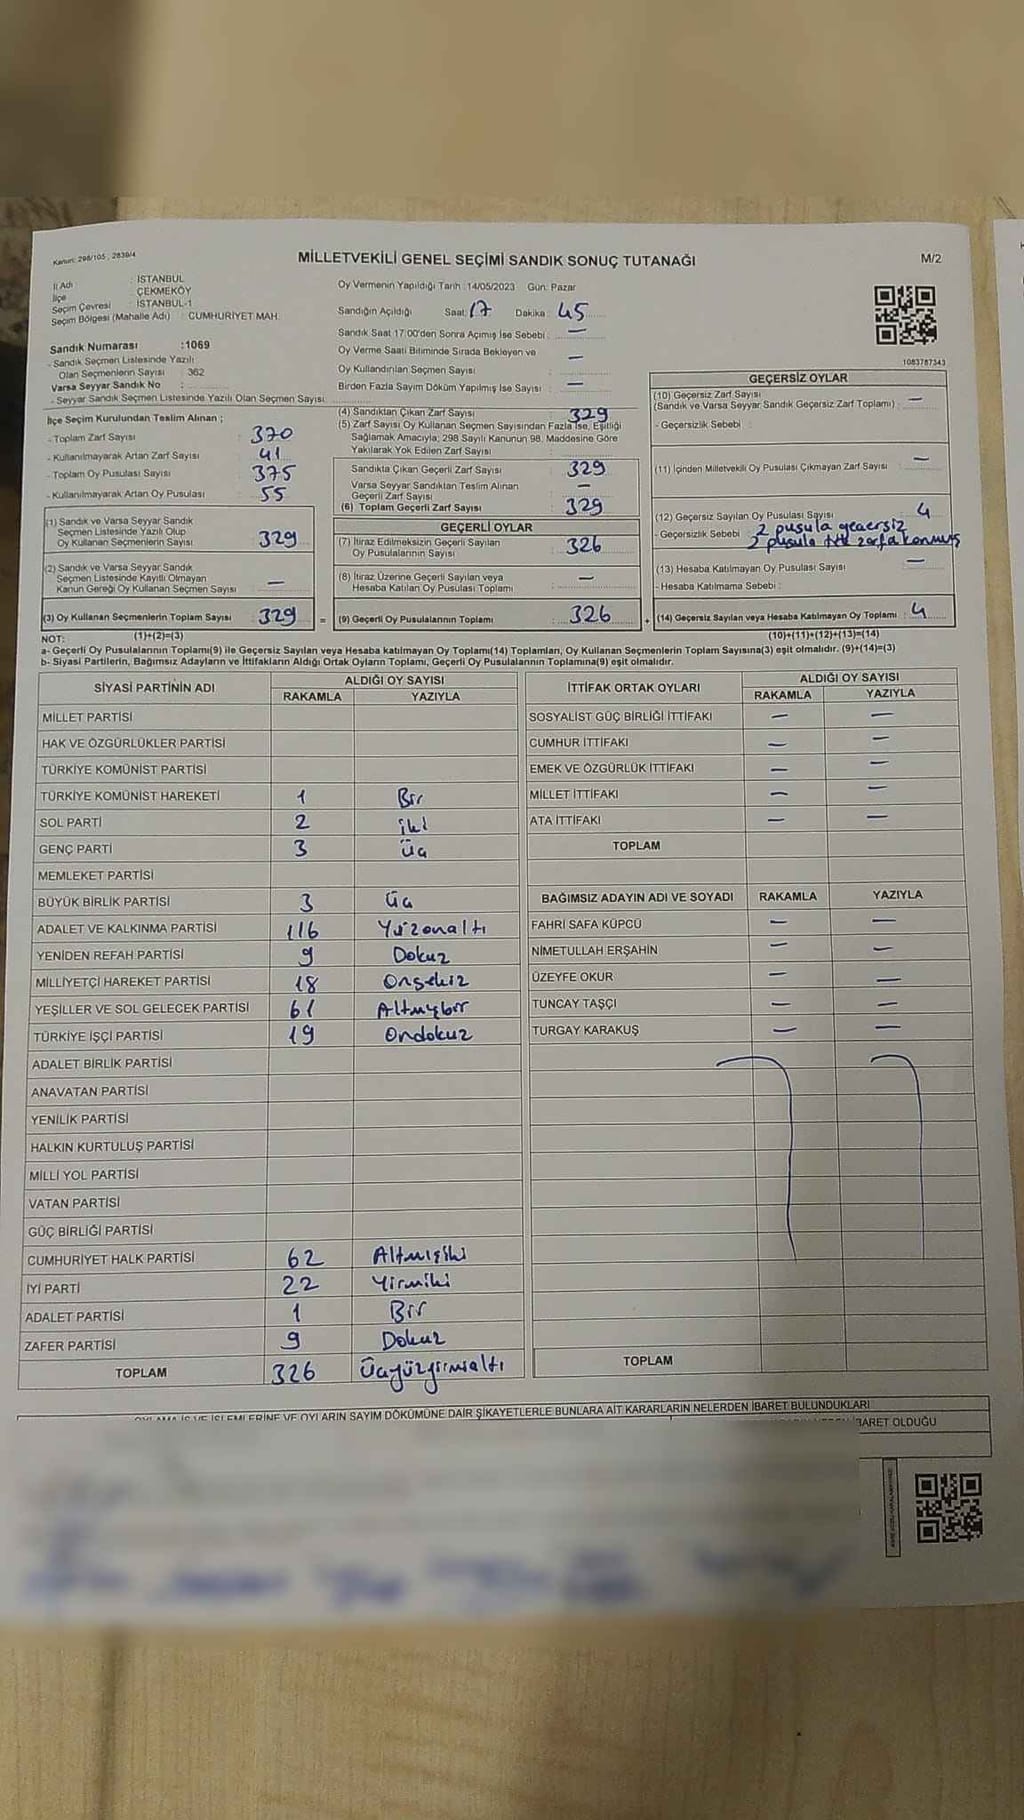 Kanun: 298/105 , 2839/4
MİLLETVEKİLİ GENEL SEÇİMİ SANDIK SONUÇ TUTANAĞI
M/2
İl Adı : İSTANBUL
İlçe : ÇEKMEKÖY
Seçim Çevresi : İSTANBUL-1
Seçim Bölgesi (Mahalle Adı) : CUMHURİYET MAH.
Sandık Numarası :1069
- Sandık Seçmen Listesinde Yazılı
Olan Seçmenlerin Sayısı : 362
Varsa Seyyar Sandık No :
- Seyyar Sandık Seçmen Listesinde Yazılı Olan Seçmen Sayısı:
Oy Vermenin Yapıldığı Tarih :14/05/2023 Gün: Pazar
Sandığın Açıldığı Saat: 17 Dakika : 45
Sandık Saat 17:00'den Sonra Açımış İse Sebebi : —
Oy Verme Saati Bitiminde Sırada Bekleyen ve
Oy Kullandırılan Seçmen Sayısı : —
Birden Fazla Sayım Döküm Yapılmış İse Sayısı : —
1083787343
İlçe Seçim Kurulundan Teslim Alınan ;
- Toplam Zarf Sayısı : 370
- Kullanılmayarak Artan Zarf Sayısı : 41
- Toplam Oy Pusulası Sayısı : 375
- Kullanılmayarak Artan Oy Pusulası : 55
(1) Sandık ve Varsa Seyyar Sandık
Seçmen Listesinde Yazılı Olup
Oy Kullanan Seçmenlerin Sayısı : 329
(2) Sandık ve Varsa Seyyar Sandık
Seçmen Listesinde Kayıtlı Olmayan
Kanun Gereği Oy Kullanan Seçmen Sayısı : —
(3) Oy Kullanan Seçmenlerin Toplam Sayısı : 329 =
(4) Sandıktan Çıkan Zarf Sayısı : 329
(5) Zarf Sayısı Oy Kullanan Seçmen Sayısından Fazla İse, Eşitliği
Sağlamak Amacıyla; 298 Sayılı Kanunun 98. Maddesine Göre
Yakılarak Yok Edilen Zarf Sayısı :
Sandıkta Çıkan Geçerli Zarf Sayısı : 329
Varsa Seyyar Sandıktan Teslim Alınan
Geçerli Zarf Sayısı : —
(6) Toplam Geçerli Zarf Sayısı : 329
GEÇERLİ OYLAR
(7) İtiraz Edilmeksizin Geçerli Sayılan
Oy Pusulalarının Sayısı : 326
(8) İtiraz Üzerine Geçerli Sayılan veya
Hesaba Katılan Oy Pusulası Toplamı : —
(9) Geçerli Oy Pusulalarının Toplamı : 326 +
GEÇERSİZ OYLAR
(10) Geçersiz Zarf Sayısı
(Sandık ve Varsa Seyyar Sandık Geçersiz Zarf Toplamı) : —
- Geçersizlik Sebebi :
(11) İçinden Milletvekili Oy Pusulası Çıkmayan Zarf Sayısı : —
(12) Geçersiz Sayılan Oy Pusulası Sayısı : 4
- Geçersizlik Sebebi : 2 pusula geçersiz
2 pusula tek zarfa konmuş
(13) Hesaba Katılmayan Oy Pusulası Sayısı : —
- Hesaba Katılmama Sebebi :
(14) Geçersiz Sayılan veya Hesaba Katılmayan Oy Toplamı : 4
NOT: (1)+(2)=(3) (10)+(11)+(12)+(13)=(14)
a- Geçerli Oy Pusulalarının Toplamı(9) ile Geçersiz Sayılan veya Hesaba katılmayan Oy Toplamı(14) Toplamları, Oy Kullanan Seçmenlerin Toplam Sayısına(3) eşit olmalıdır. (9)+(14)=(3)
b- Siyasi Partilerin, Bağımsız Adayların ve İttifakların Aldığı Ortak Oyların Toplamı, Geçerli Oy Pusulalarının Toplamına(9) eşit olmalıdır.
SİYASİ PARTİNİN ADI ALDIĞI OY SAYISI
RAKAMLA YAZIYLA
MİLLET PARTİSİ
HAK VE ÖZGÜRLÜKLER PARTİSİ
TÜRKİYE KOMÜNİST PARTİSİ
TÜRKİYE KOMÜNİST HAREKETİ 1 Bir
SOL PARTİ 2 iki
GENÇ PARTİ 3 Üç
MEMLEKET PARTİSİ
BÜYÜK BİRLİK PARTİSİ 3 Üç
ADALET VE KALKINMA PARTİSİ 116 Yüzonaltı
YENİDEN REFAH PARTİSİ 9 Dokuz
MİLLİYETÇİ HAREKET PARTİSİ 18 Onsekiz
YEŞİLLER VE SOL GELECEK PARTİSİ 61 Altmışbir
TÜRKİYE İŞÇİ PARTİSİ 19 Ondokuz
ADALET BİRLİK PARTİSİ
ANAVATAN PARTİSİ
YENİLİK PARTİSİ
HALKIN KURTULUŞ PARTİSİ
MİLLİ YOL PARTİSİ
VATAN PARTİSİ
GÜÇ BİRLİĞİ PARTİSİ
CUMHURİYET HALK PARTİSİ 62 Altmışiki
İYİ PARTİ 22 Yirmiiki
ADALET PARTİSİ 1 Bir
ZAFER PARTİSİ 9 Dokuz
TOPLAM 326 Üçyüzyirmialtı
İTTİFAK ORTAK OYLARI ALDIĞI OY SAYISI
RAKAMLA YAZIYLA
SOSYALİST GÜÇ BİRLİĞİ İTTİFAKI — —
CUMHUR İTTİFAKI — —
EMEK VE ÖZGÜRLÜK İTTİFAKI — —
MİLLET İTTİFAKI — —
ATA İTTİFAKI — —
TOPLAM
BAĞIMSIZ ADAYIN ADI VE SOYADI RAKAMLA YAZIYLA
FAHRİ SAFA KÜPCÜ — —
NİMETULLAH ERŞAHİN — —
ÜZEYFE OKUR — —
TUNCAY TAŞÇI — —
TURGAY KARAKUŞ — —
TOPLAM
OYLAMA İŞ VE İŞLEMLERİNE VE OYLARIN SAYIM DÖKÜMÜNE DAİR ŞİKAYETLERLE BUNLARA AİT KARARLARIN NELERDEN İBARET BULUNDUKLARI
İBARET OLDUĞU